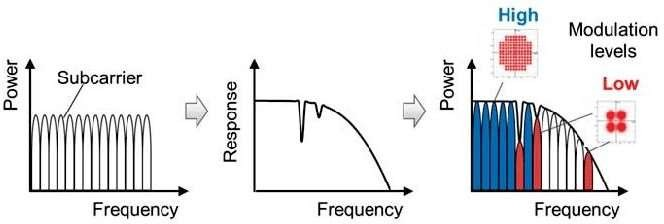 Power
Subcarrier
Frequency
Response
Frequency
High
Modulation
levels
Low
Power
Frequency